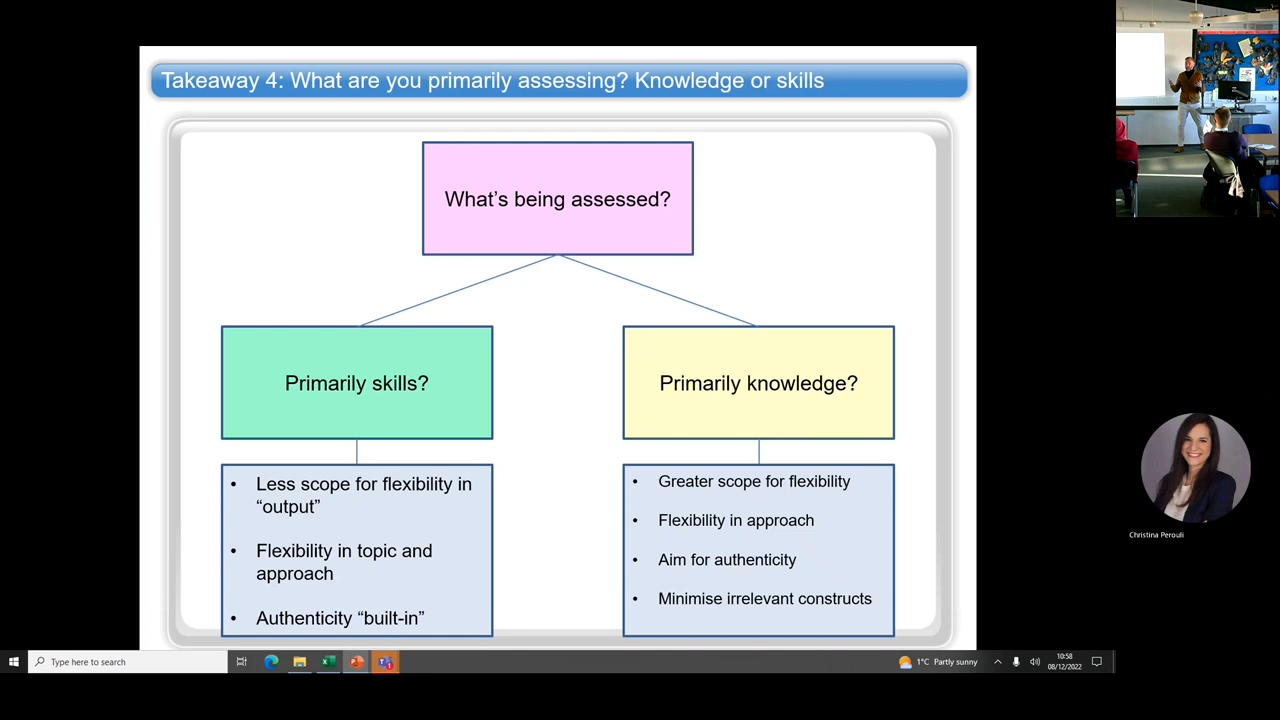 Takeaway 4: What are you primarily assessing? Knowledge or skills
What’s being assessed?
Primarily skills?
Primarily knowledge?
• Less scope for flexibility in
“output”
• Flexibility in topic and
approach
• Authenticity “built-in”
• Greater scope for flexibility
• Flexibility in approach
• Aim for authenticity
• Minimise irrelevant constructs
Christina Perouli
Type here to search
1°C Partly sunny
10:58
08/12/2022